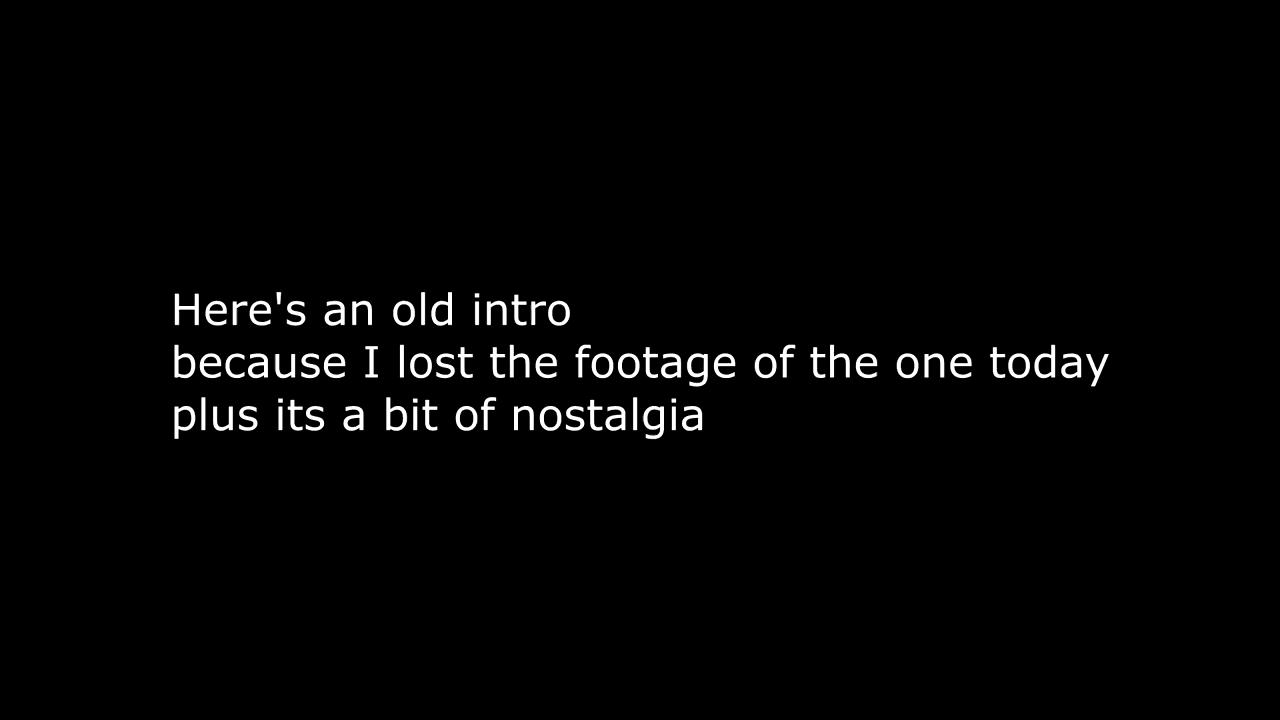 Here's an old intro
because I lost the footage of the one today
plus its a bit of nostalgia